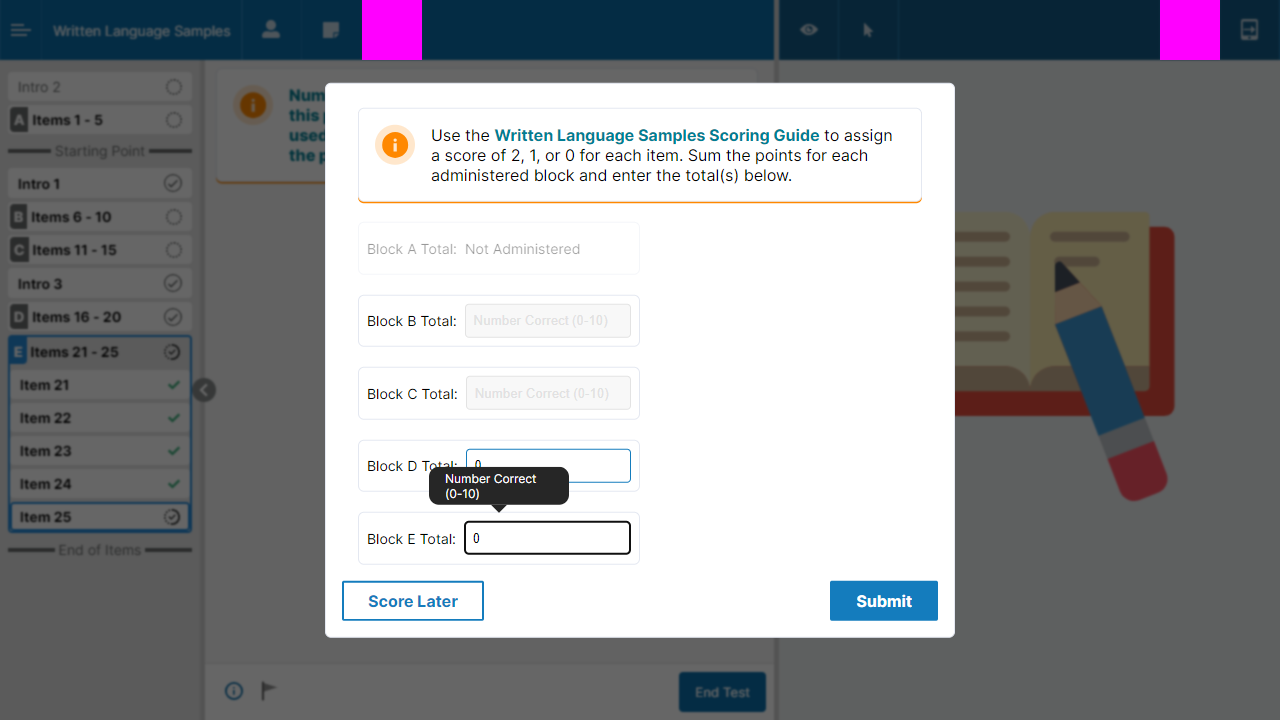 Written Language Samples
Intro 2
A Items 1 - 5
Starting Point
Intro 1
B Items 6 - 10
C Items 11 - 15
Intro 3
D Items 16 - 20
E Items 21 - 25
Item 21
Item 22
Item 23
Item 24
Item 25
End of Items
this
used
the
Use the Written Language Samples Scoring Guide to assign
a score of 2, 1, or 0 for each item. Sum the points for each
administered block and enter the total(s) below.
Block A Total: Not Administered
Block B Total: Number Correct (0-10)
Block C Total: Number Correct (0-10)
Block D Total: 0
Number Correct
(0-10)
Block E Total: 0
Score Later
Submit
End Test